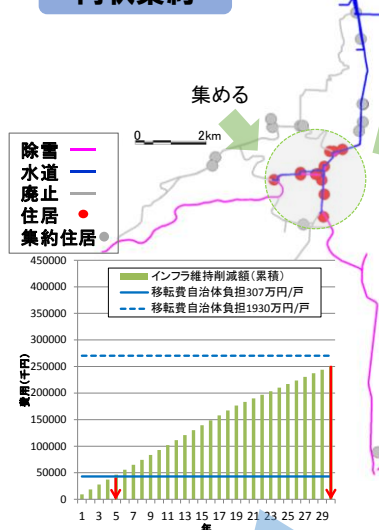 集める
0 2km
除雪
水道
廃止
住居
集約住居
450000
400000
350000
300000
250000
200000
150000
100000
50000
0
費用(千円)
インフラ維持削減額(累積)
移転費自治体負担307万円/戸
移転費自治体負担1930万円/戸
1 3 5 7 9 11 13 15 17 19 21 23 25 27 29
年